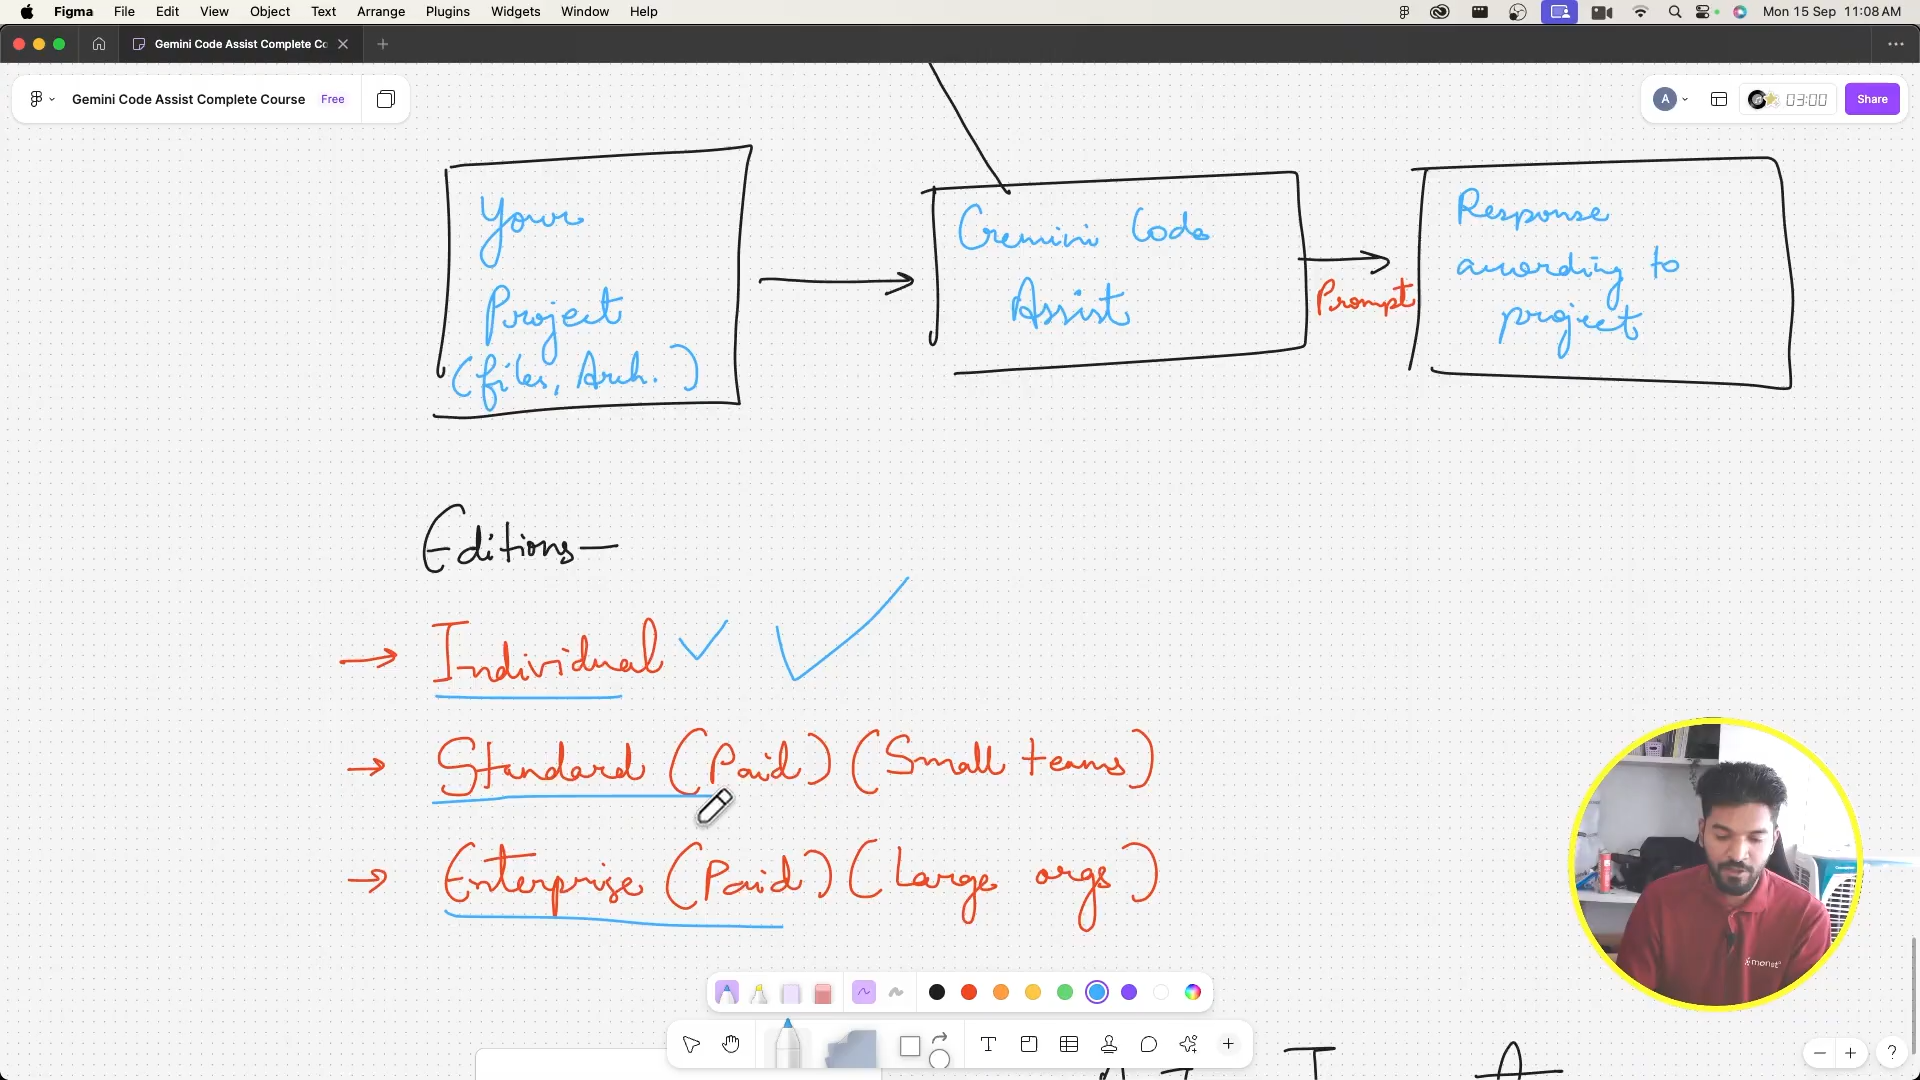 Figma File Edit View Object Text Arrange Plugins Widgets Window Help Mon 15 Sep 11:08 AM
Gemini Code Assist Complete Co
Gemini Code Assist Complete Course Free
A 03:00 Share
Your
Project
(files, Arch.)
Gemini Code
Assist
Prompt
Response
according to
project
Editions—
→ Individual
→ Standard (Paid) (Small teams)
→ Enterprise (Paid) (Large orgs)
monst
T
?